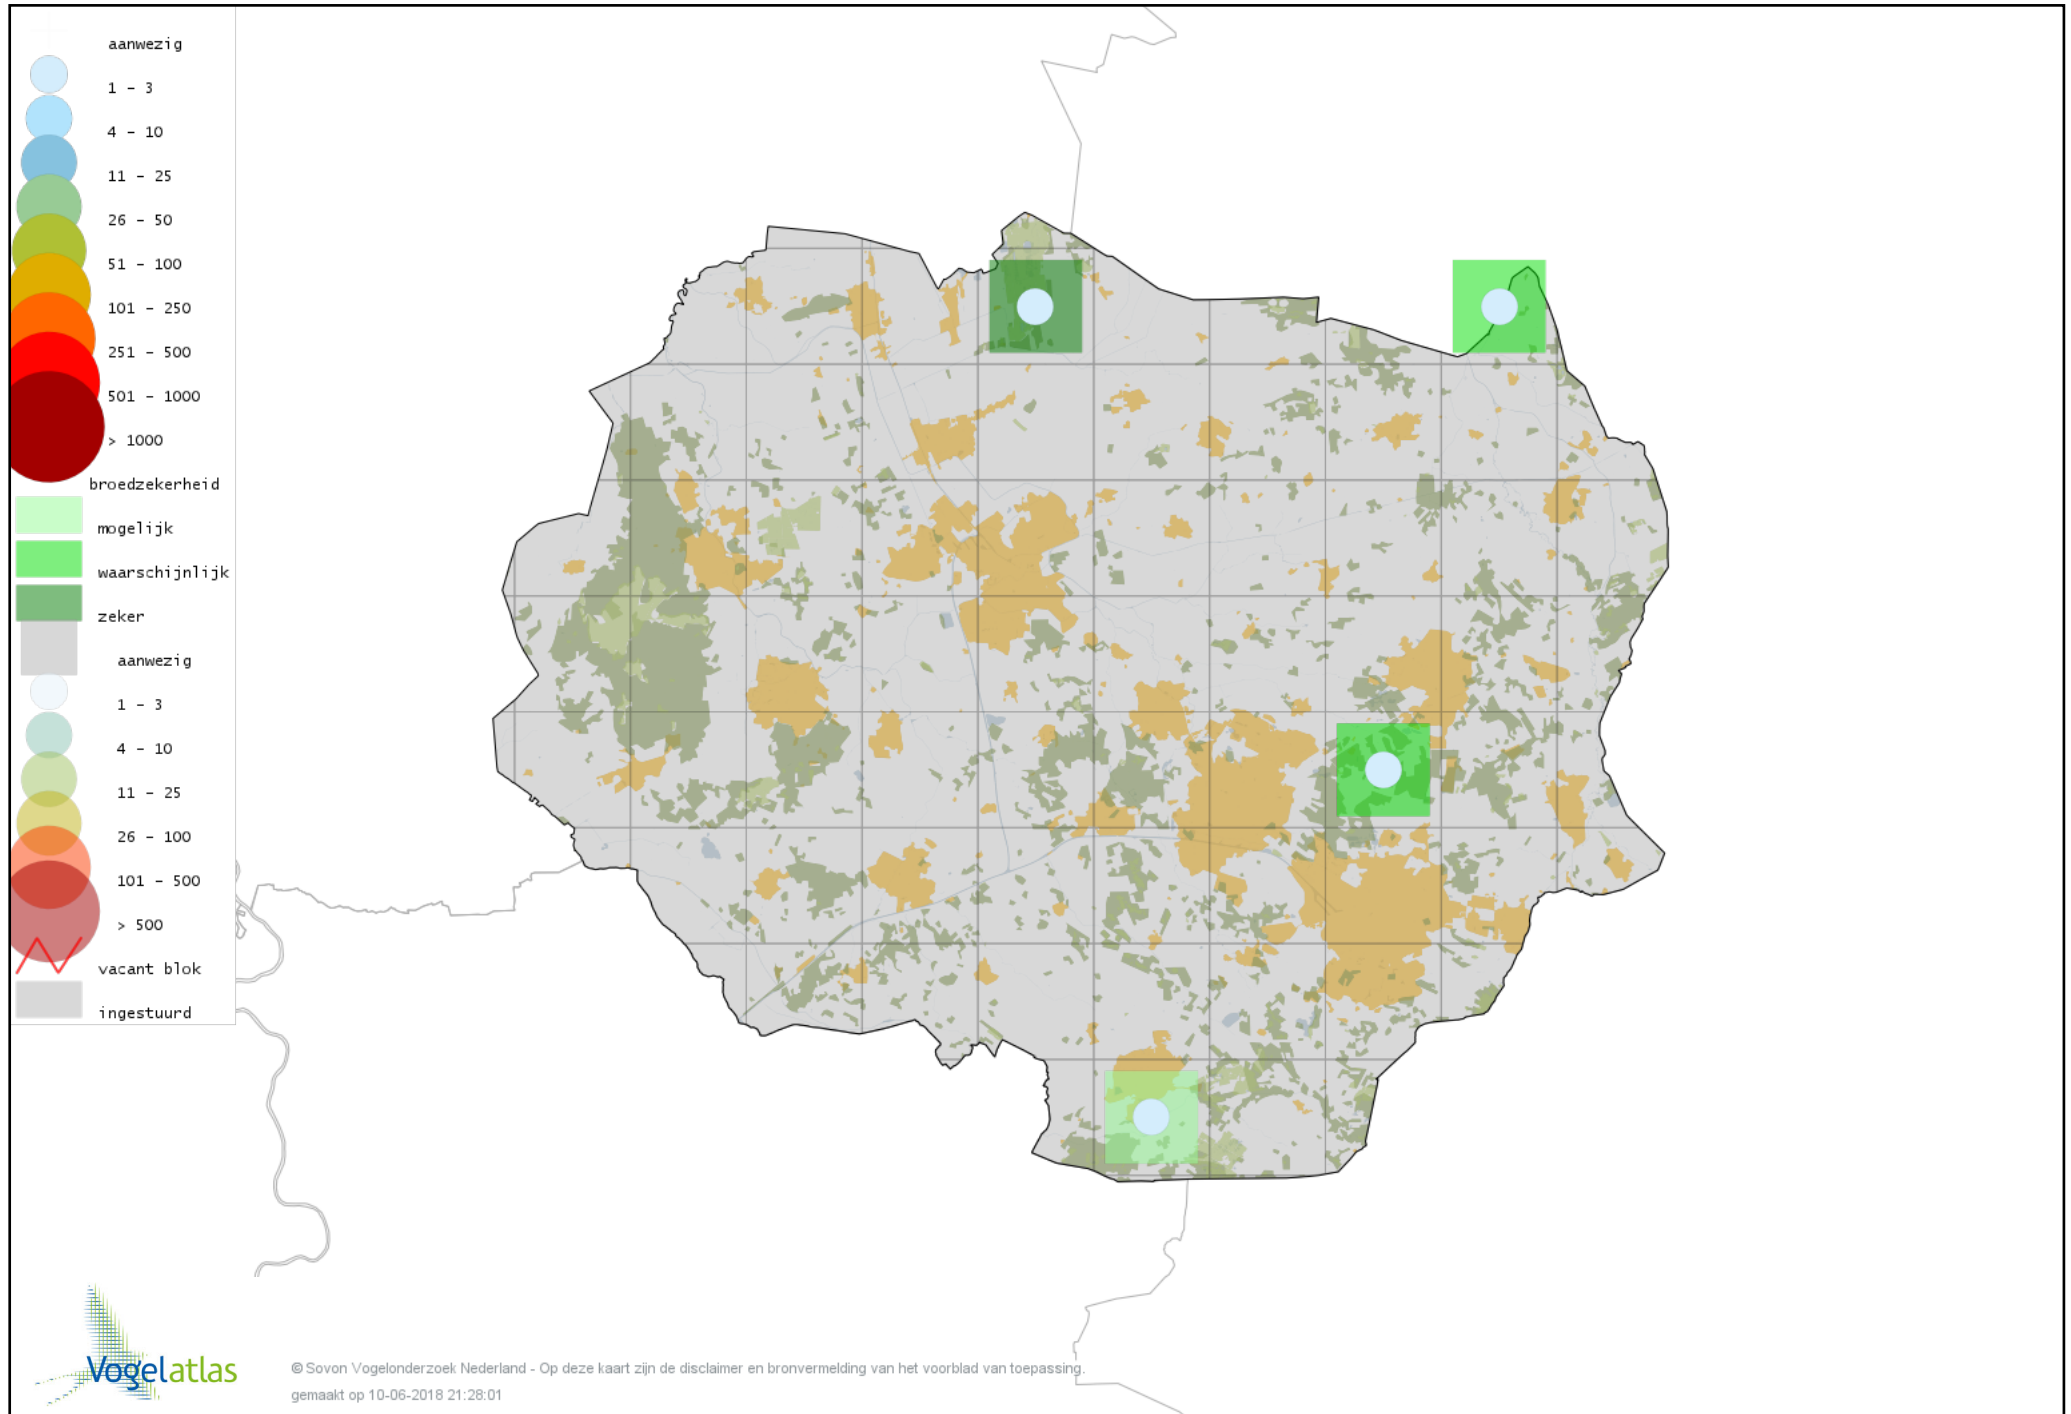 aanwezig
1 - 3
4 - 10
11 - 25
26 - 50
51 - 100
101 - 250
251 - 500
501 - 1000
> 1000
broedzekerheid
mogelijk
waarschijnlijk
zeker
aanwezig
1 - 3
4 - 10
11 - 25
26 - 100
101 - 500
> 500
vacant blok
ingestuurd
Vogelatlas
© Sovon Vogelonderzoek Nederland - Op deze kaart zijn de disclaimer en bronvermelding van het voorblad van toepassing.
gemaakt op 10-06-2018 21:28:01